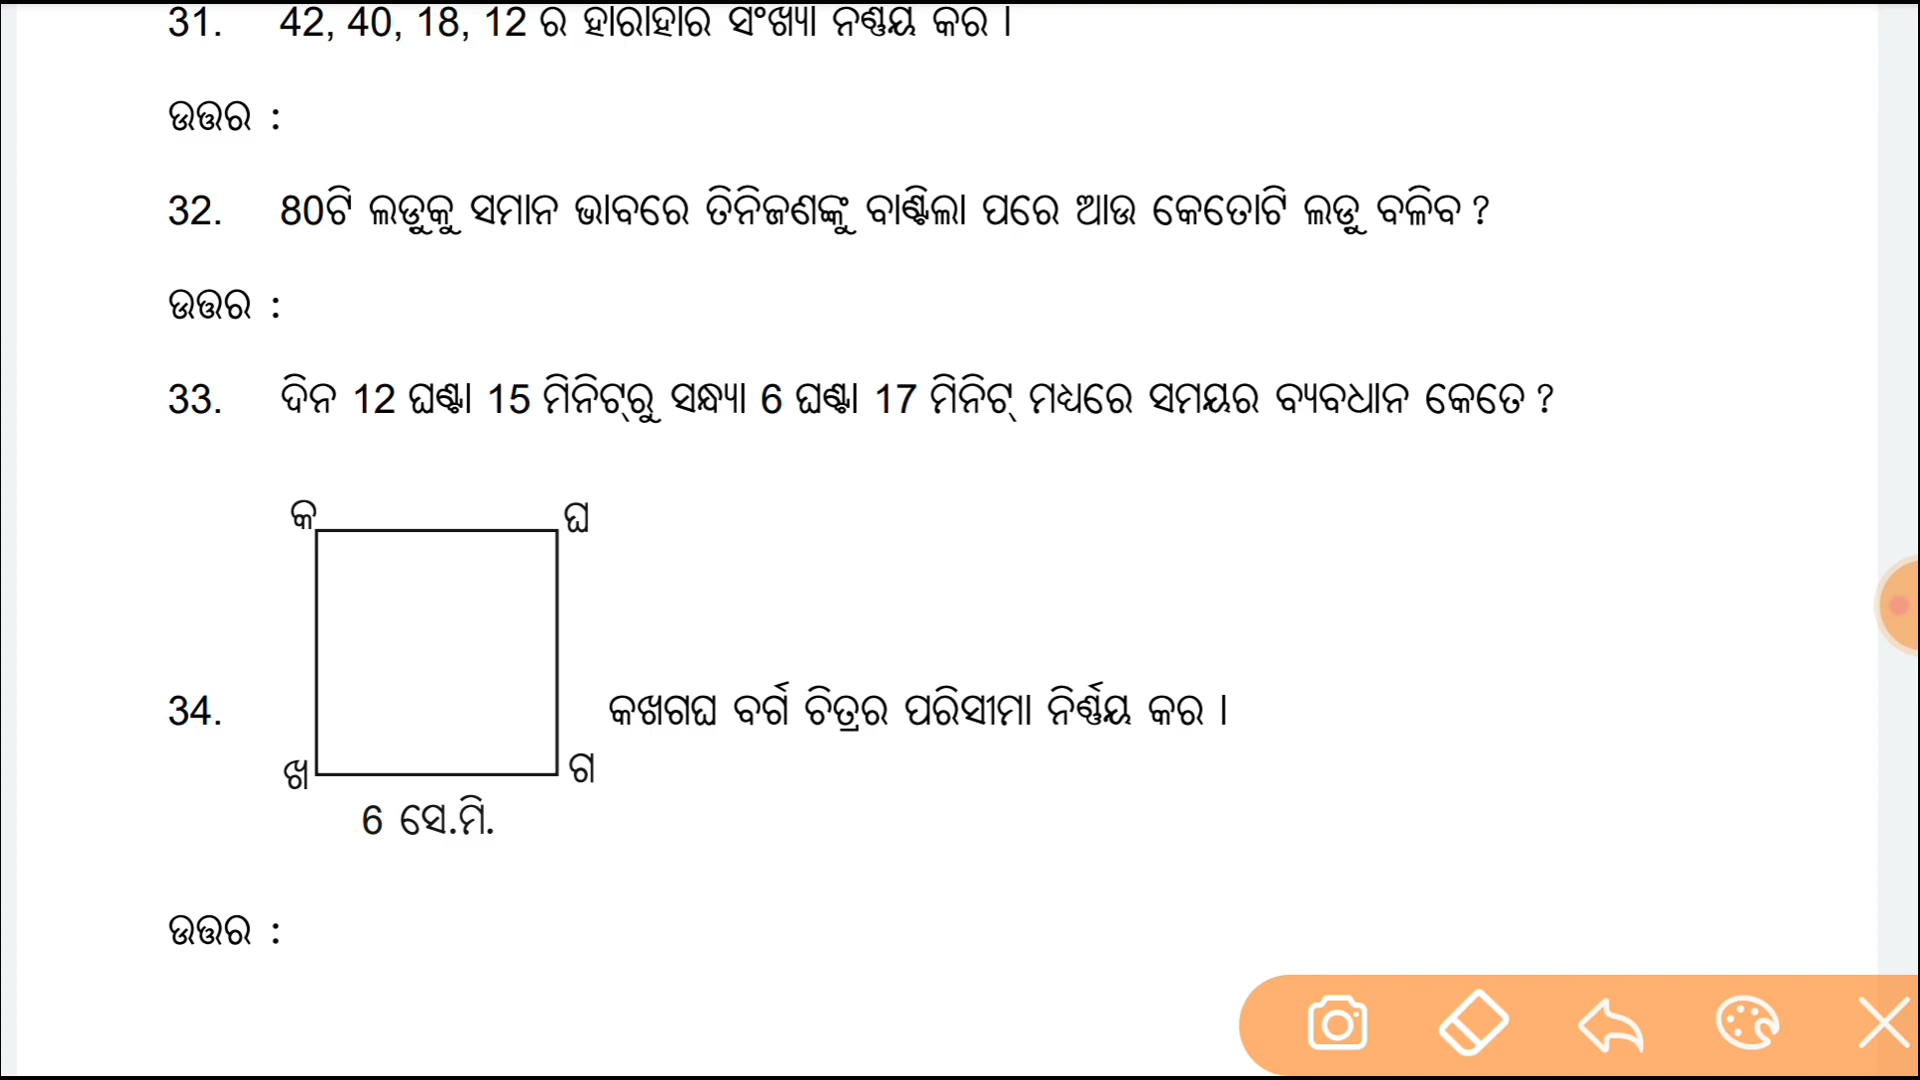 31. 42, 40, 18, 12 ର ହାରାହାରି ସଂଖ୍ୟା ନିର୍ଣ୍ଣୟ କର ।
ଉତ୍ତର :
32. 80ଟି ଲଡୁକୁ ସମାନ ଭାବରେ ତିନିଜଣଙ୍କୁ ବାଣ୍ଟିଲା ପରେ ଆଉ କେତୋଟି ଲଡୁ ବଳିବ ?
ଉତ୍ତର :
33. ଦିନ 12 ଘଣ୍ଟା 15 ମିନିଟ୍‌ରୁ ସନ୍ଧ୍ୟା 6 ଘଣ୍ଟା 17 ମିନିଟ୍ ମଧ୍ୟରେ ସମୟର ବ୍ୟବଧାନ କେତେ ?
କ ଘ
34. କଖଗଘ ବର୍ଗ ଚିତ୍ରର ପରିସୀମା ନିର୍ଣ୍ଣୟ କର ।
ଖ ଗ
6 ସେ.ମି.
ଉତ୍ତର :